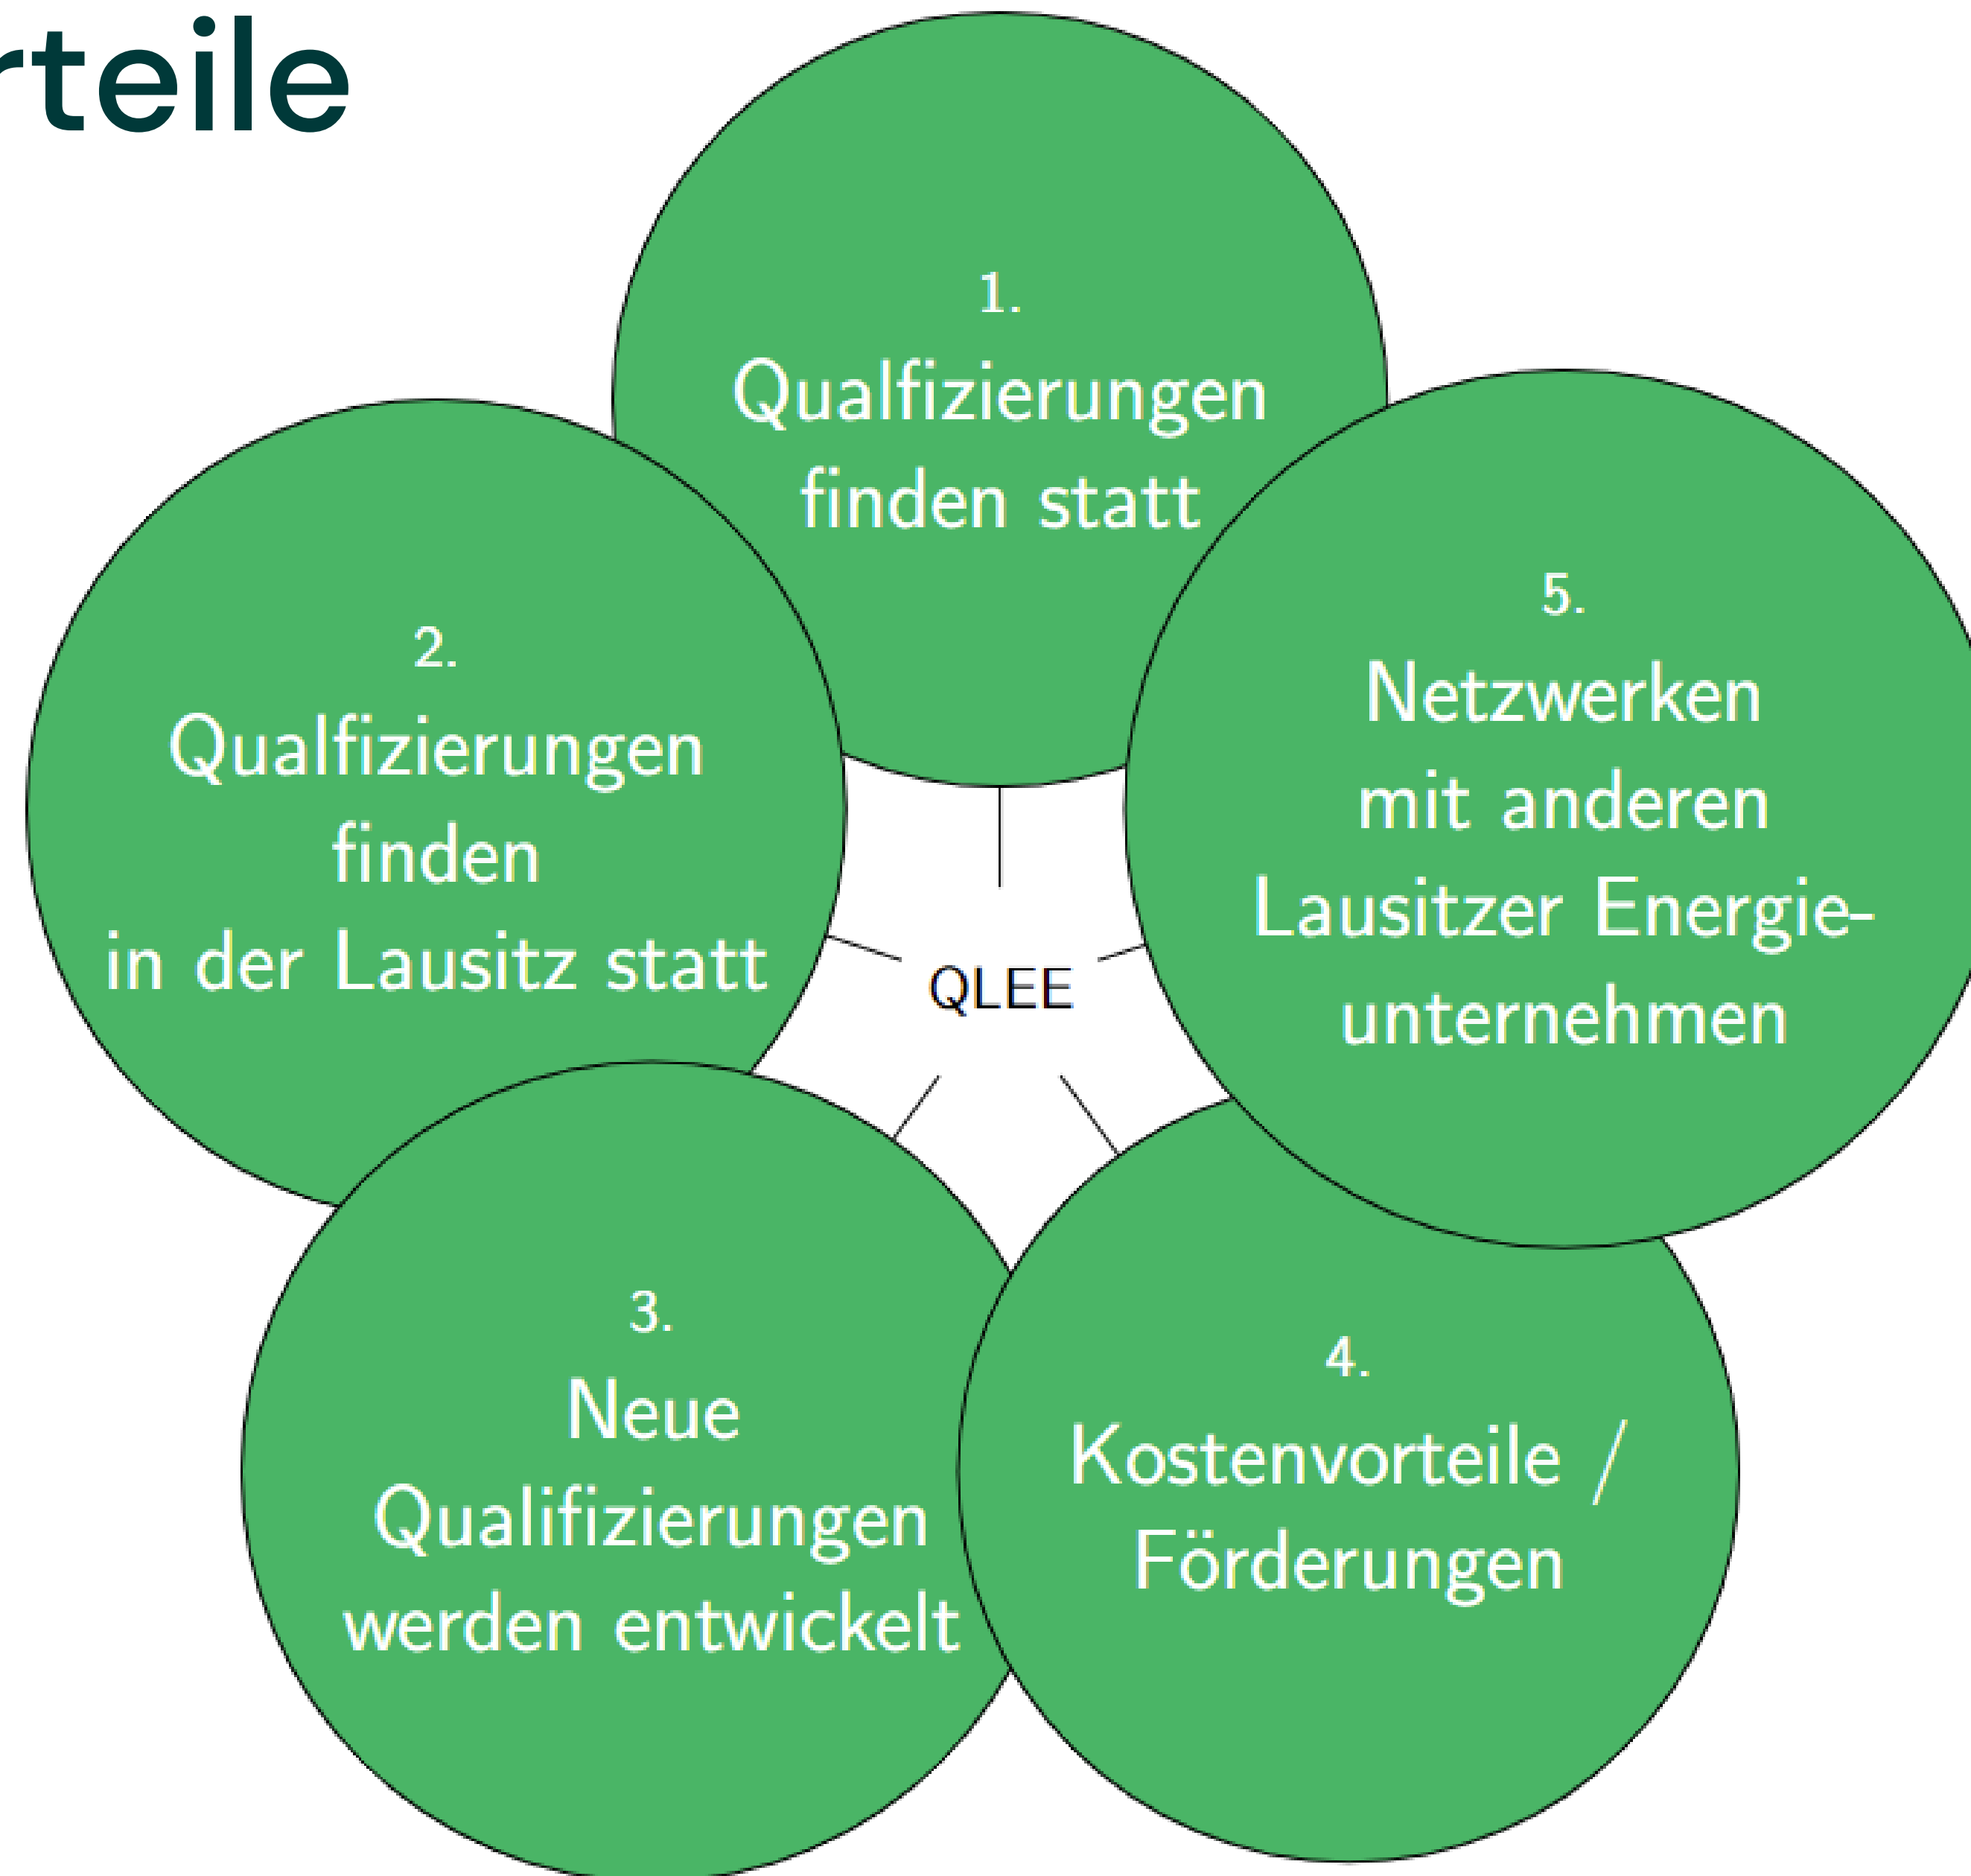 rteile
1.
Qualfizierungen
finden statt
2.
Qualfizierungen
finden
in der Lausitz statt
3.
Neue
Qualifizierungen
werden entwickelt
4.
Kostenvorteile /
Förderungen
5.
Netzwerken
mit anderen
Lausitzer Energie-
unternehmen
QLEE